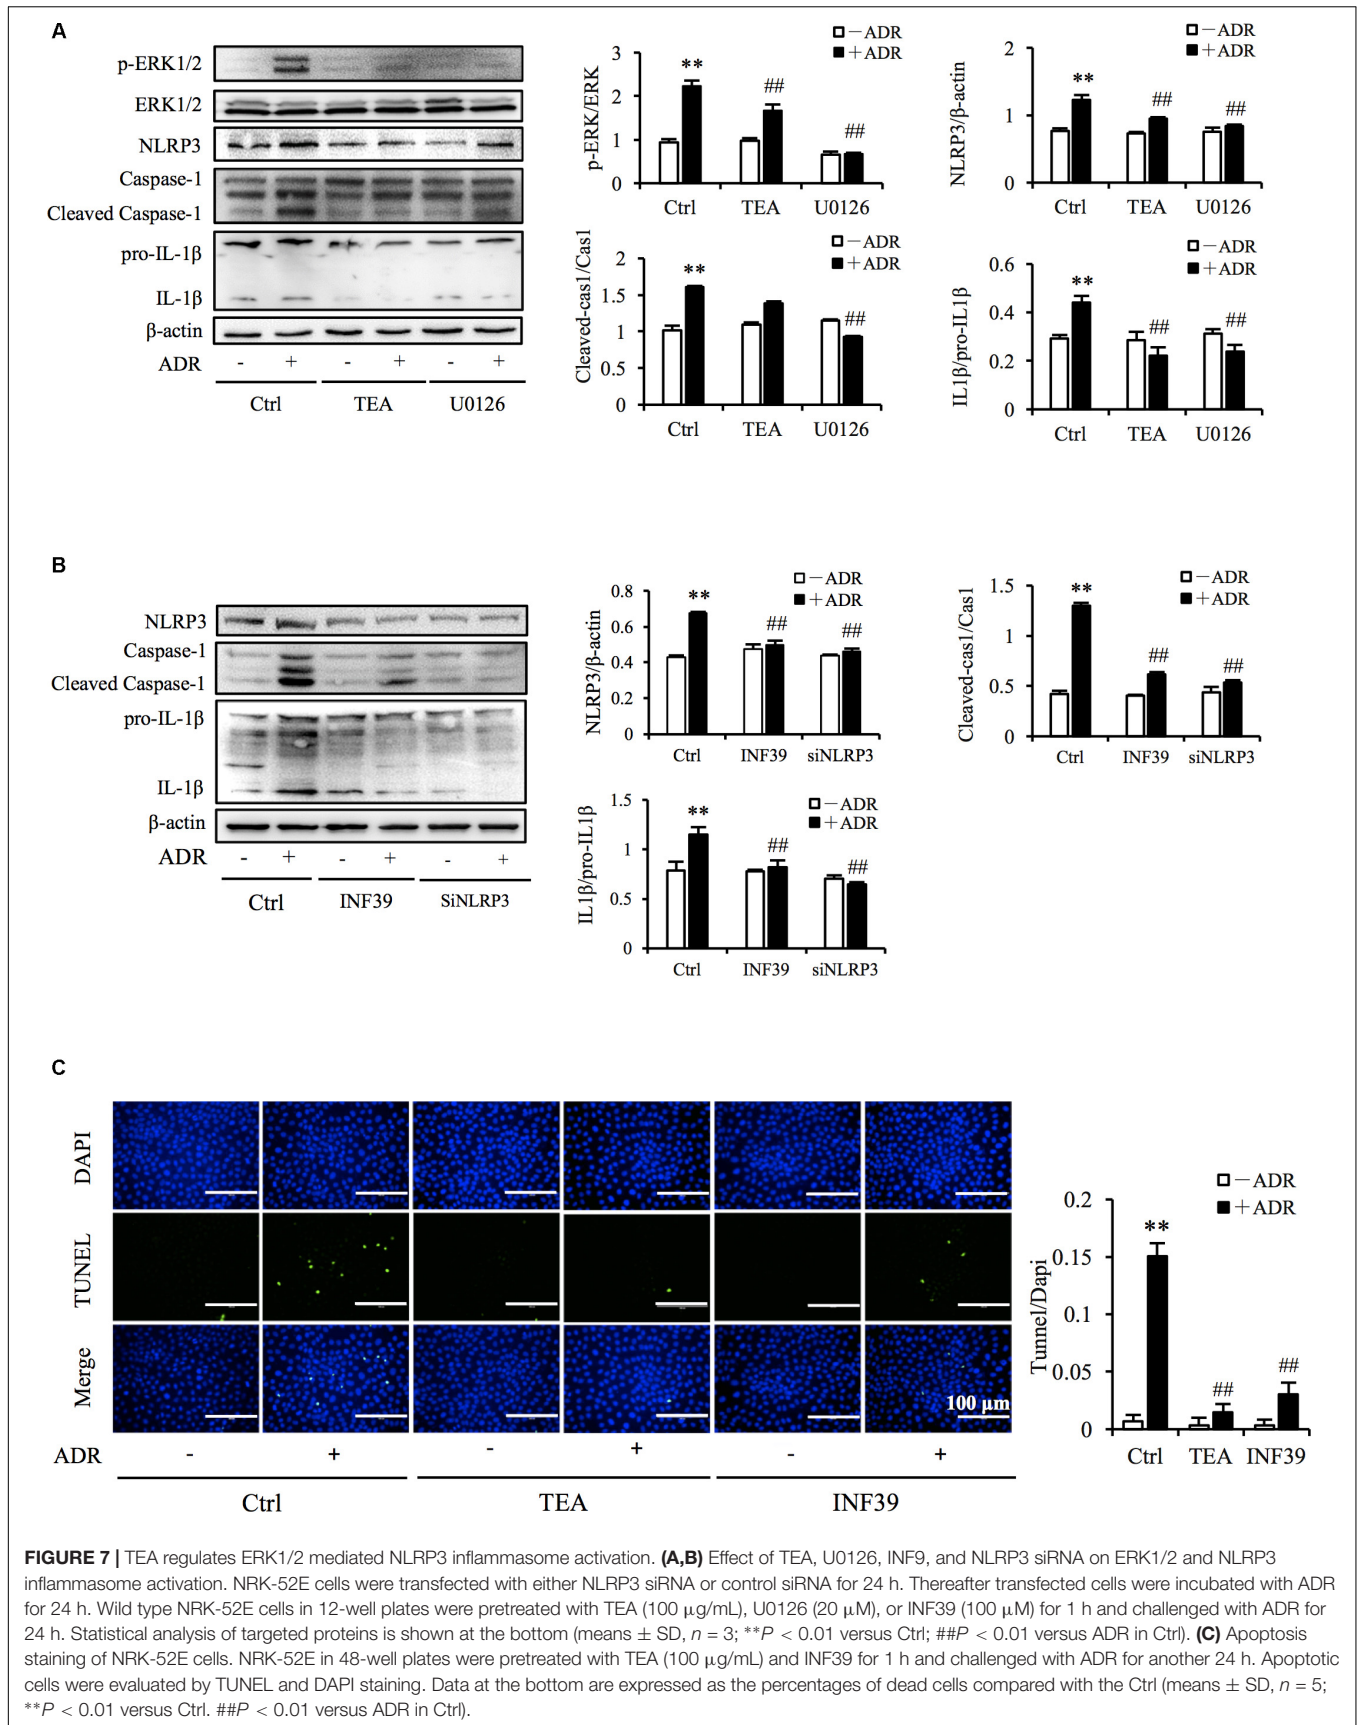 A
p-ERK1/2
ERK1/2
NLRP3
Caspase-1
Cleaved Caspase-1
pro-IL-1β
IL-1β
β-actin
ADR - + - + - +
Ctrl TEA U0126
－ADR
＋ADR
p-ERK/ERK
3
2
1
0
**
##
##
Ctrl TEA U0126
－ADR
＋ADR
NLRP3/β-actin
2
1
0
**
##
##
Ctrl TEA U0126
－ADR
＋ADR
Cleaved-cas1/Cas1
2
1.5
1
0.5
0
**
##
Ctrl TEA U0126
－ADR
＋ADR
IL1β/pro-IL1β
0.6
0.4
0.2
0
**
##
##
Ctrl TEA U0126
B
NLRP3
Caspase-1
Cleaved Caspase-1
pro-IL-1β
IL-1β
β-actin
ADR - + - + - +
Ctrl INF39 SiNLRP3
－ADR
＋ADR
NLRP3/β-actin
0.8
0.6
0.4
0.2
0
**
##
##
Ctrl INF39 siNLRP3
－ADR
＋ADR
Cleaved-cas1/Cas1
1.5
1
0.5
0
**
##
##
Ctrl INF39 siNLRP3
－ADR
＋ADR
IL1β/pro-IL1β
1.5
1
0.5
0
**
##
##
Ctrl INF39 siNLRP3
C
DAPI
TUNEL
Merge
100 µm
ADR - + - + - +
Ctrl TEA INF39
－ADR
＋ADR
Tunnel/Dapi
0.2
0.15
0.1
0.05
0
**
##
##
Ctrl TEA INF39
FIGURE 7 | TEA regulates ERK1/2 mediated NLRP3 inflammasome activation. (A,B) Effect of TEA, U0126, INF9, and NLRP3 siRNA on ERK1/2 and NLRP3
inflammasome activation. NRK-52E cells were transfected with either NLRP3 siRNA or control siRNA for 24 h. Thereafter transfected cells were incubated with ADR
for 24 h. Wild type NRK-52E cells in 12-well plates were pretreated with TEA (100 µg/mL), U0126 (20 µM), or INF39 (100 µM) for 1 h and challenged with ADR for
24 h. Statistical analysis of targeted proteins is shown at the bottom (means ± SD, n = 3; **P < 0.01 versus Ctrl; ##P < 0.01 versus ADR in Ctrl). (C) Apoptosis
staining of NRK-52E cells. NRK-52E in 48-well plates were pretreated with TEA (100 µg/mL) and INF39 for 1 h and challenged with ADR for another 24 h. Apoptotic
cells were evaluated by TUNEL and DAPI staining. Data at the bottom are expressed as the percentages of dead cells compared with the Ctrl (means ± SD, n = 5;
**P < 0.01 versus Ctrl. ##P < 0.01 versus ADR in Ctrl).